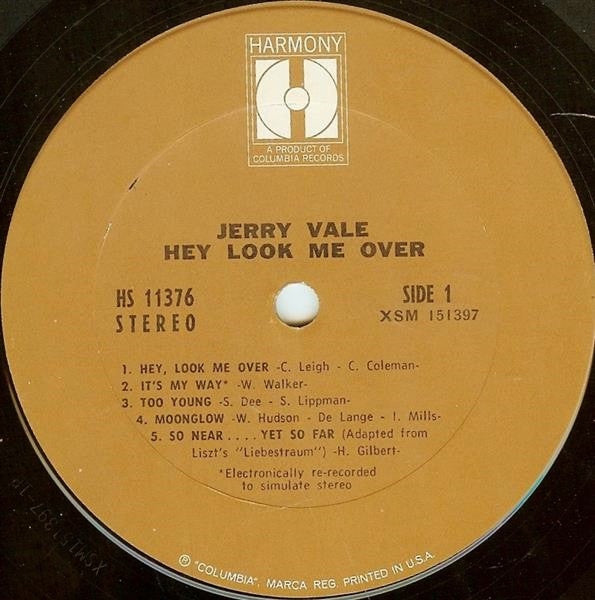 HARMONY
H
A PRODUCT OF
COLUMBIA RECORDS
JERRY VALE
HEY LOOK ME OVER
HS 11376
STEREO
SIDE 1
XSM 151397
1. HEY, LOOK ME OVER -C. Leigh - C. Coleman-
2. IT'S MY WAY* -W. Walker-
3. TOO YOUNG -S. Dee - S. Lippman-
4. MOONGLOW -W. Hudson - De Lange - I. Mills-
5. SO NEAR .... YET SO FAR (Adapted from
Liszt's "Liebestraum") -H. Gilbert-
*Electronically re-recorded
to simulate stereo
℗ "COLUMBIA", MARCA REG. PRINTED IN U.S.A.